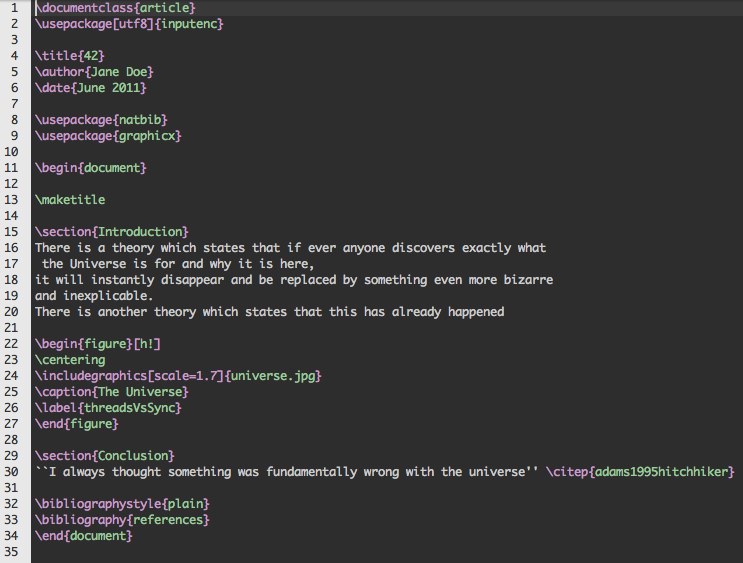 1 \documentclass{article}
2 \usepackage[utf8]{inputenc}
3
4 \title{42}
5 \author{Jane Doe}
6 \date{June 2011}
7
8 \usepackage{natbib}
9 \usepackage{graphicx}
10
11 \begin{document}
12
13 \maketitle
14
15 \section{Introduction}
16 There is a theory which states that if ever anyone discovers exactly what
17  the Universe is for and why it is here,
18 it will instantly disappear and be replaced by something even more bizarre
19 and inexplicable.
20 There is another theory which states that this has already happened
21
22 \begin{figure}[h!]
23 \centering
24 \includegraphics[scale=1.7]{universe.jpg}
25 \caption{The Universe}
26 \label{threadsVsSync}
27 \end{figure}
28
29 \section{Conclusion}
30 ``I always thought something was fundamentally wrong with the universe'' \citep{adams1995hitchhiker}
31
32 \bibliographystyle{plain}
33 \bibliography{references}
34 \end{document}
35